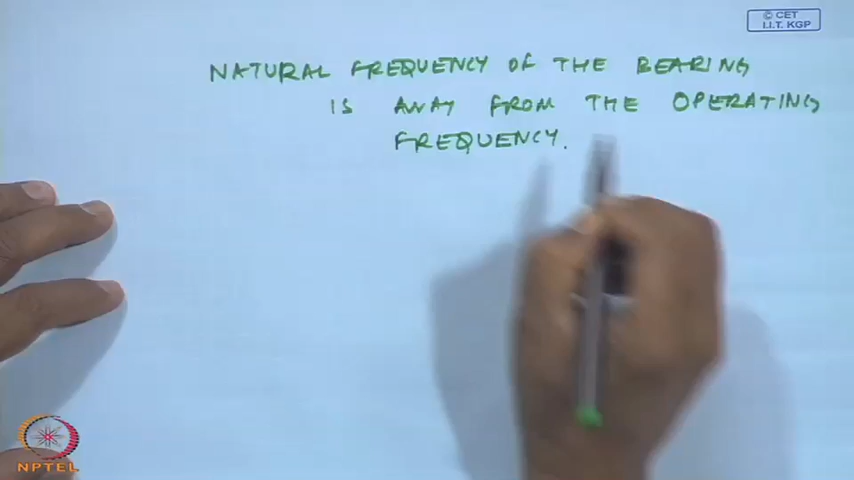 © CET
I.I.T. KGP
NATURAL FREQUENCY OF THE BEARING
IS AWAY FROM THE OPERATING
FREQUENCY.
NPTEL